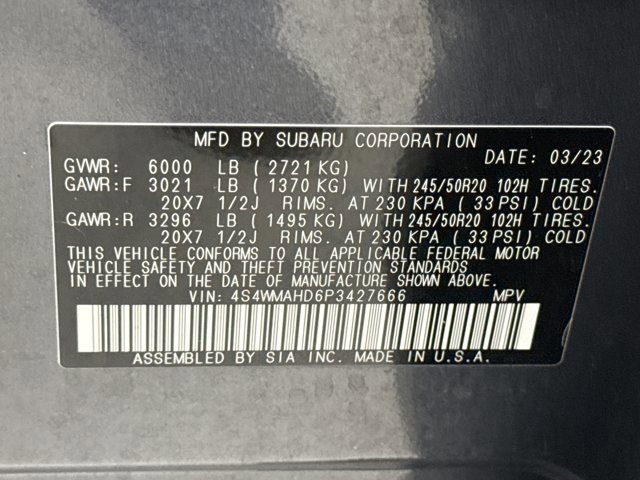 MFD BY SUBARU CORPORATION
DATE: 03/23
GVWR: 6000 LB (2721 KG)
GAWR:F 3021 LB (1370 KG) WITH 245/50R20 102H TIRES.
20X7 1/2J RIMS. AT 230 KPA (33 PSI) COLD
GAWR:R 3296 LB (1495 KG) WITH 245/50R20 102H TIRES.
20X7 1/2J RIMS. AT 230 KPA (33 PSI) COLD
THIS VEHICLE CONFORMS TO ALL APPLICABLE FEDERAL MOTOR
VEHICLE SAFETY AND THEFT PREVENTION STANDARDS
IN EFFECT ON THE DATE OF MANUFACTURE SHOWN ABOVE.
VIN: 4S4WMAHD6P3427666 MPV
ASSEMBLED BY SIA INC. MADE IN U.S.A.